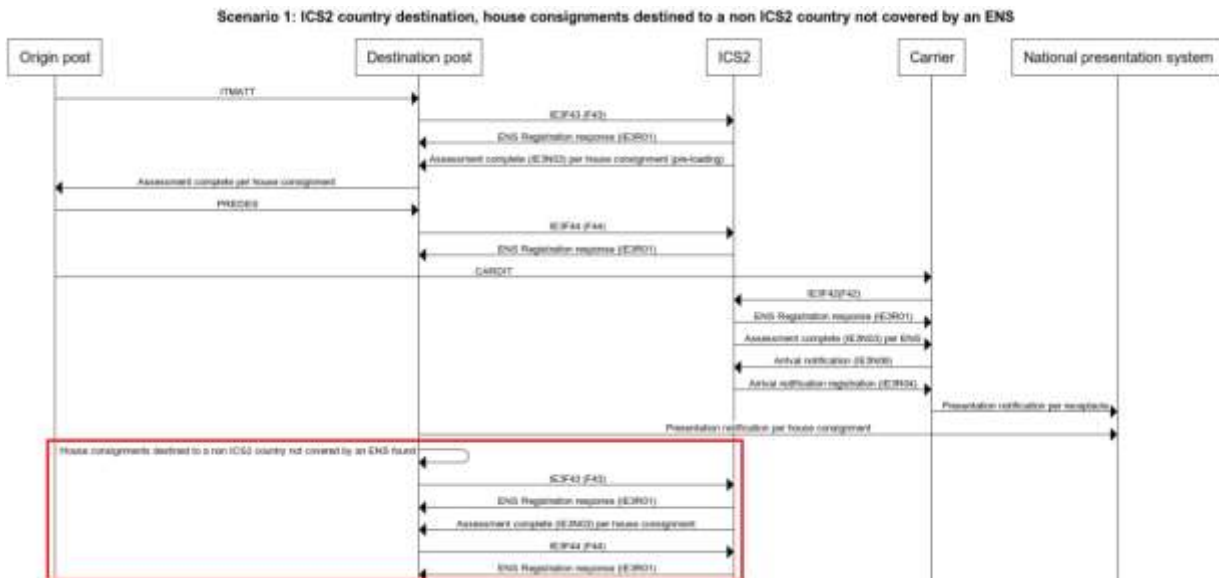 Scenario 1: ICS2 country destination, house consignments destined to a non ICS2 country not covered by an ENS
Origin post
Destination post
ICS2
Carrier
National presentation system
ITMATT
IE3F43 (F43)
ENS Registration response (IE3R01)
Assessment complete (IE3N03) per house consignment (pre-loading)
Assessment complete per house consignment
PREDES
IE3F44 (F44)
ENS Registration response (IE3R01)
CARDIT
IE3F42(F42)
ENS Registration response (IE3R01)
Assessment complete (IE3N03) per ENS
Arrival notification (IE3N06)
Arrival notification registration (IE3R04)
Presentation notification per receptacle
Presentation notification per house consignment
House consignments destined to a non ICS2 country not covered by an ENS found
IE3F43 (F43)
ENS Registration response (IE3R01)
Assessment complete (IE3N03) per house consignment
IE3F44 (F44)
ENS Registration response (IE3R01)